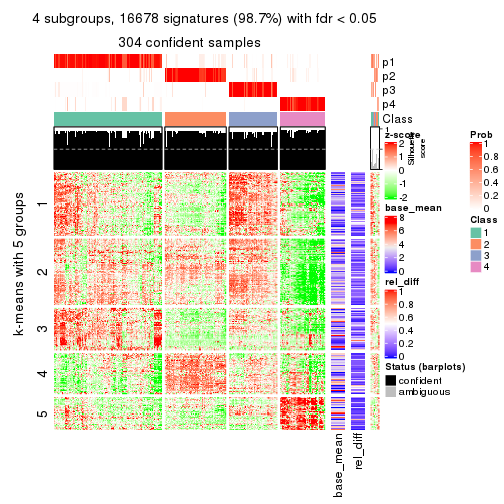 4 subgroups, 16678 signatures (98.7%) with fdr < 0.05
304 confident samples
p1
p2
p3
p4
Class
1
Silhouette
score
k-means with 5 groups
1
2
3
4
5
base_mean
rel_diff
z-score
2
1
0
-1
-2
base_mean
8
6
4
2
0
rel_diff
1
0.8
0.6
0.4
0.2
0
Status (barplots)
confident
ambiguous
Prob
1
0.8
0.6
0.4
0.2
0
Class
1
2
3
4